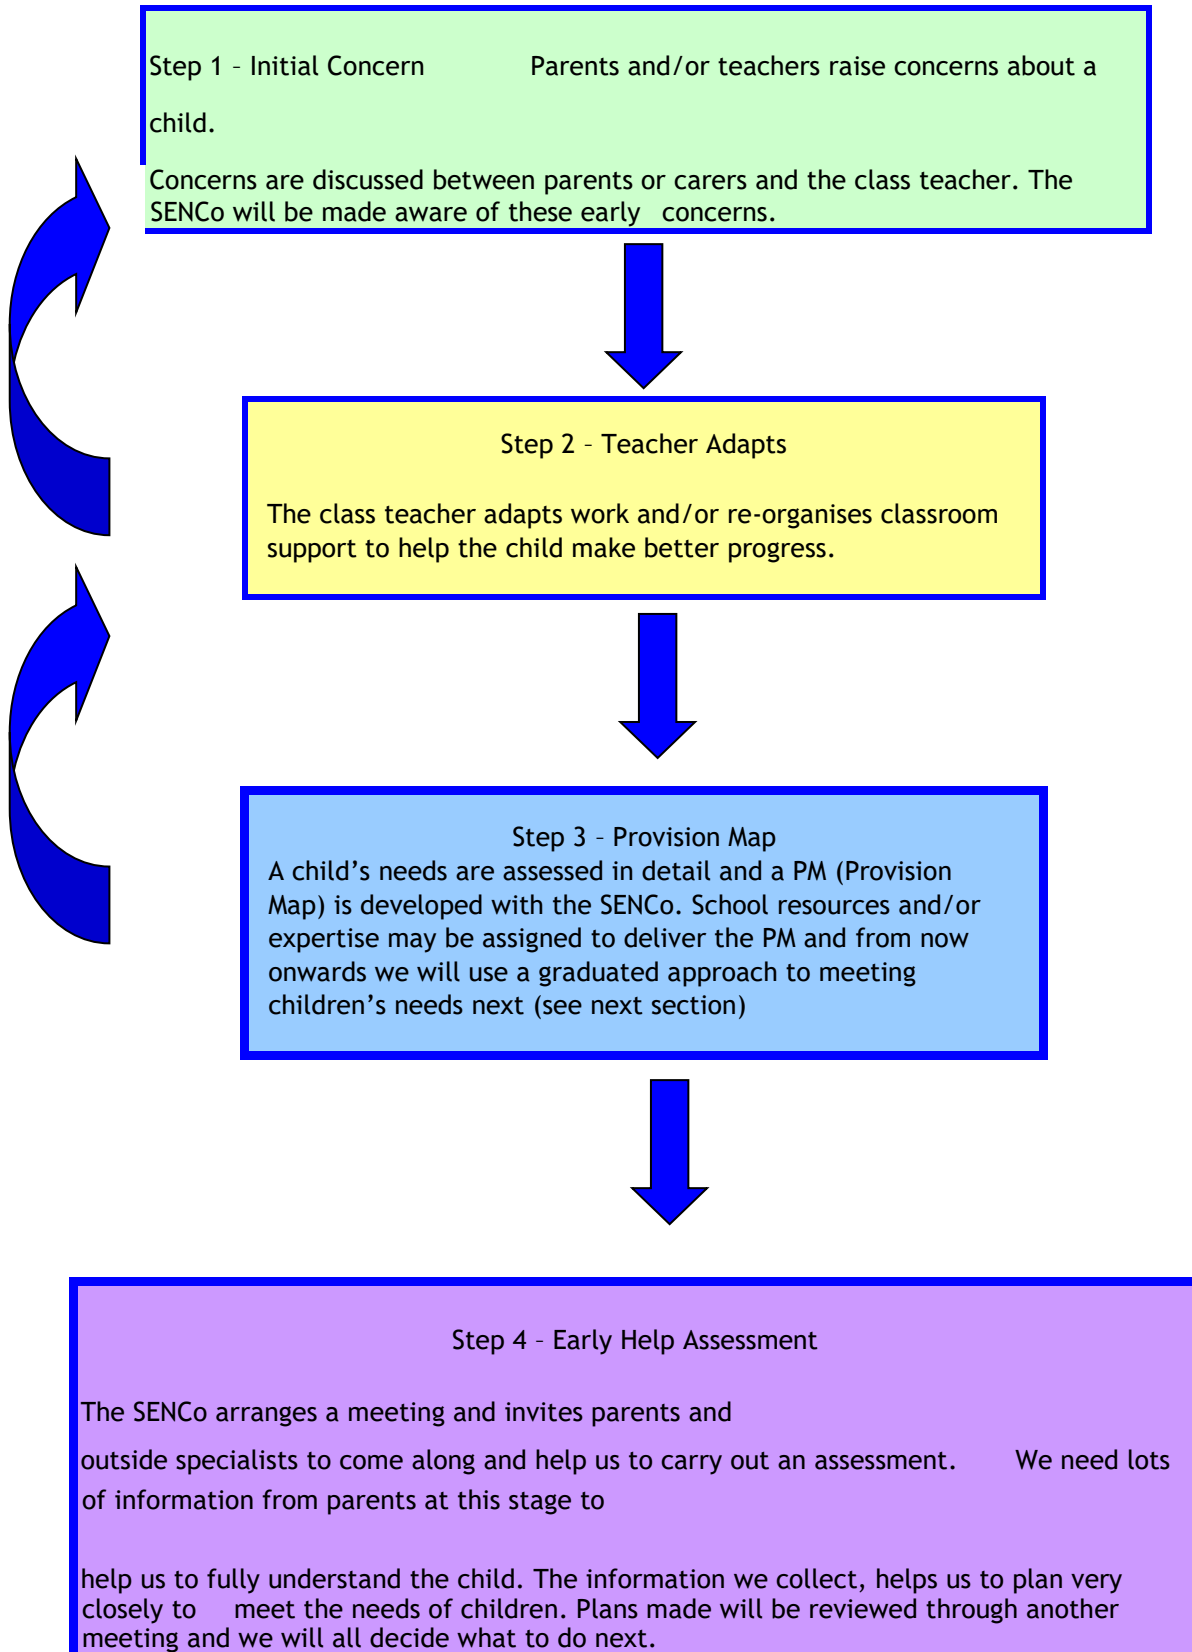 Step 1 – Initial Concern Parents and/or teachers raise concerns about a
child.
Concerns are discussed between parents or carers and the class teacher. The
SENCo will be made aware of these early concerns.
Step 2 – Teacher Adapts
The class teacher adapts work and/or re-organises classroom
support to help the child make better progress.
Step 3 – Provision Map
A child’s needs are assessed in detail and a PM (Provision
Map) is developed with the SENCo. School resources and/or
expertise may be assigned to deliver the PM and from now
onwards we will use a graduated approach to meeting
children’s needs next (see next section)
Step 4 – Early Help Assessment
The SENCo arranges a meeting and invites parents and
outside specialists to come along and help us to carry out an assessment. We need lots
of information from parents at this stage to
help us to fully understand the child. The information we collect, helps us to plan very
closely to meet the needs of children. Plans made will be reviewed through another
meeting and we will all decide what to do next.